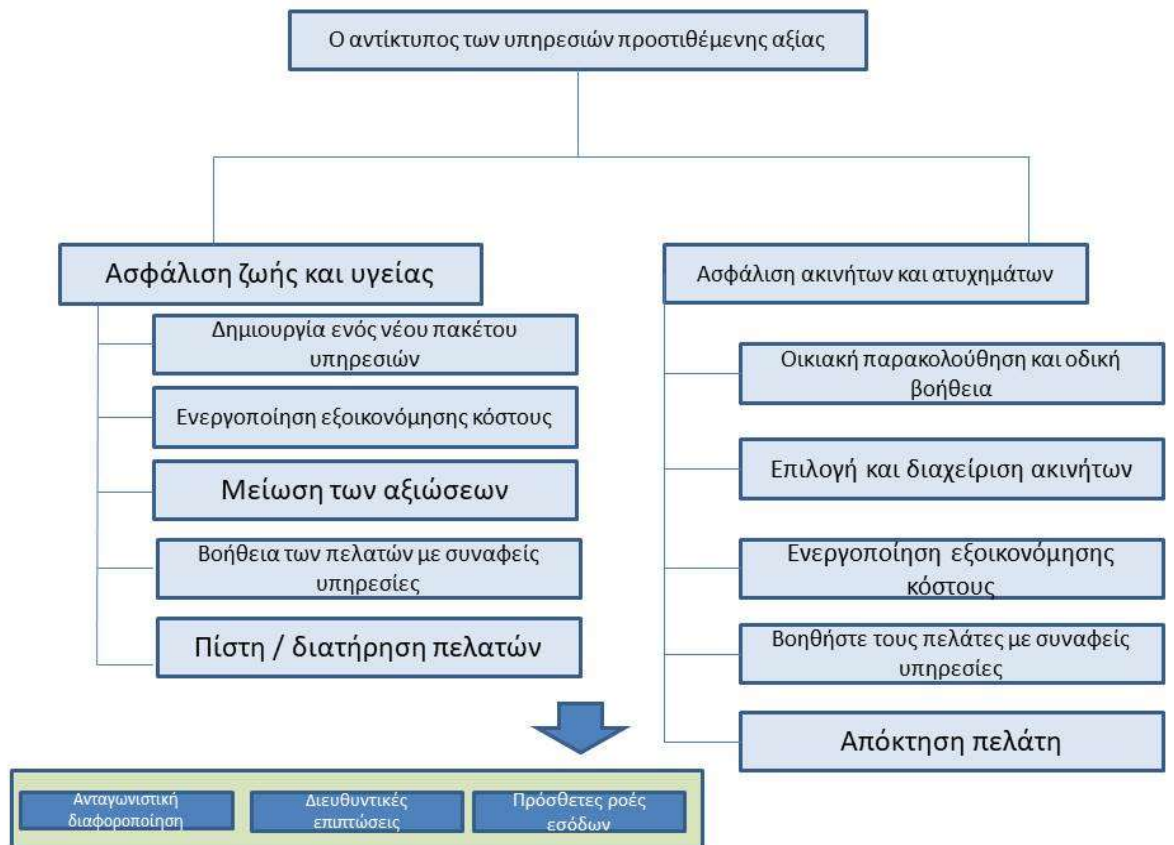 Ο αντίκτυπος των υπηρεσιών προστιθέμενης αξίας
Ασφάλιση ζωής και υγείας
Δημιουργία ενός νέου πακέτου
υπηρεσιών
Ενεργοποίηση εξοικονόμησης κόστους
Μείωση των αξιώσεων
Βοήθεια των πελατών με συναφείς
υπηρεσίες
Πίστη / διατήρηση πελατών
Ασφάλιση ακινήτων και ατυχημάτων
Οικιακή παρακολούθηση και οδική
βοήθεια
Επιλογή και διαχείριση ακινήτων
Ενεργοποίηση εξοικονόμησης
κόστους
Βοηθήστε τους πελάτες με συναφείς
υπηρεσίες
Απόκτηση πελάτη
Ανταγωνιστική
διαφοροποίηση
Διευθυντικές
επιπτώσεις
Πρόσθετες ροές
εσόδων